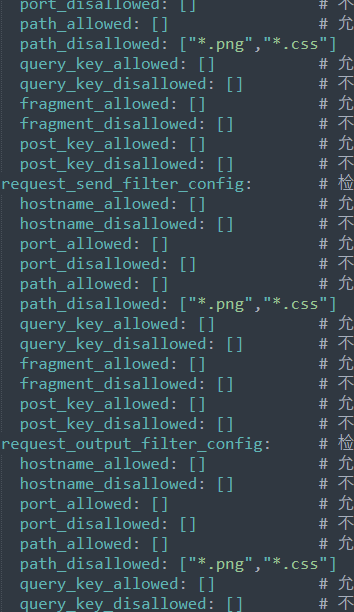 port_disallowed: [] # 不
path_allowed: [] # 允
path_disallowed: ["*.png","*.css"]
query_key_allowed: [] # 允
query_key_disallowed: [] # 不
fragment_allowed: [] # 允
fragment_disallowed: [] # 不
post_key_allowed: [] # 允
post_key_disallowed: [] # 不
request_send_filter_config: # 检
hostname_allowed: [] # 允
hostname_disallowed: [] # 不
port_allowed: [] # 允
port_disallowed: [] # 不
path_allowed: [] # 允
path_disallowed: ["*.png","*.css"]
query_key_allowed: [] # 允
query_key_disallowed: [] # 不
fragment_allowed: [] # 允
fragment_disallowed: [] # 不
post_key_allowed: [] # 允
post_key_disallowed: [] # 不
request_output_filter_config: # 检
hostname_allowed: [] # 允
hostname_disallowed: [] # 不
port_allowed: [] # 允
port_disallowed: [] # 不
path_allowed: [] # 允
path_disallowed: ["*.png","*.css"]
query_key_allowed: [] # 允
query_key_disallowed: [] # 不